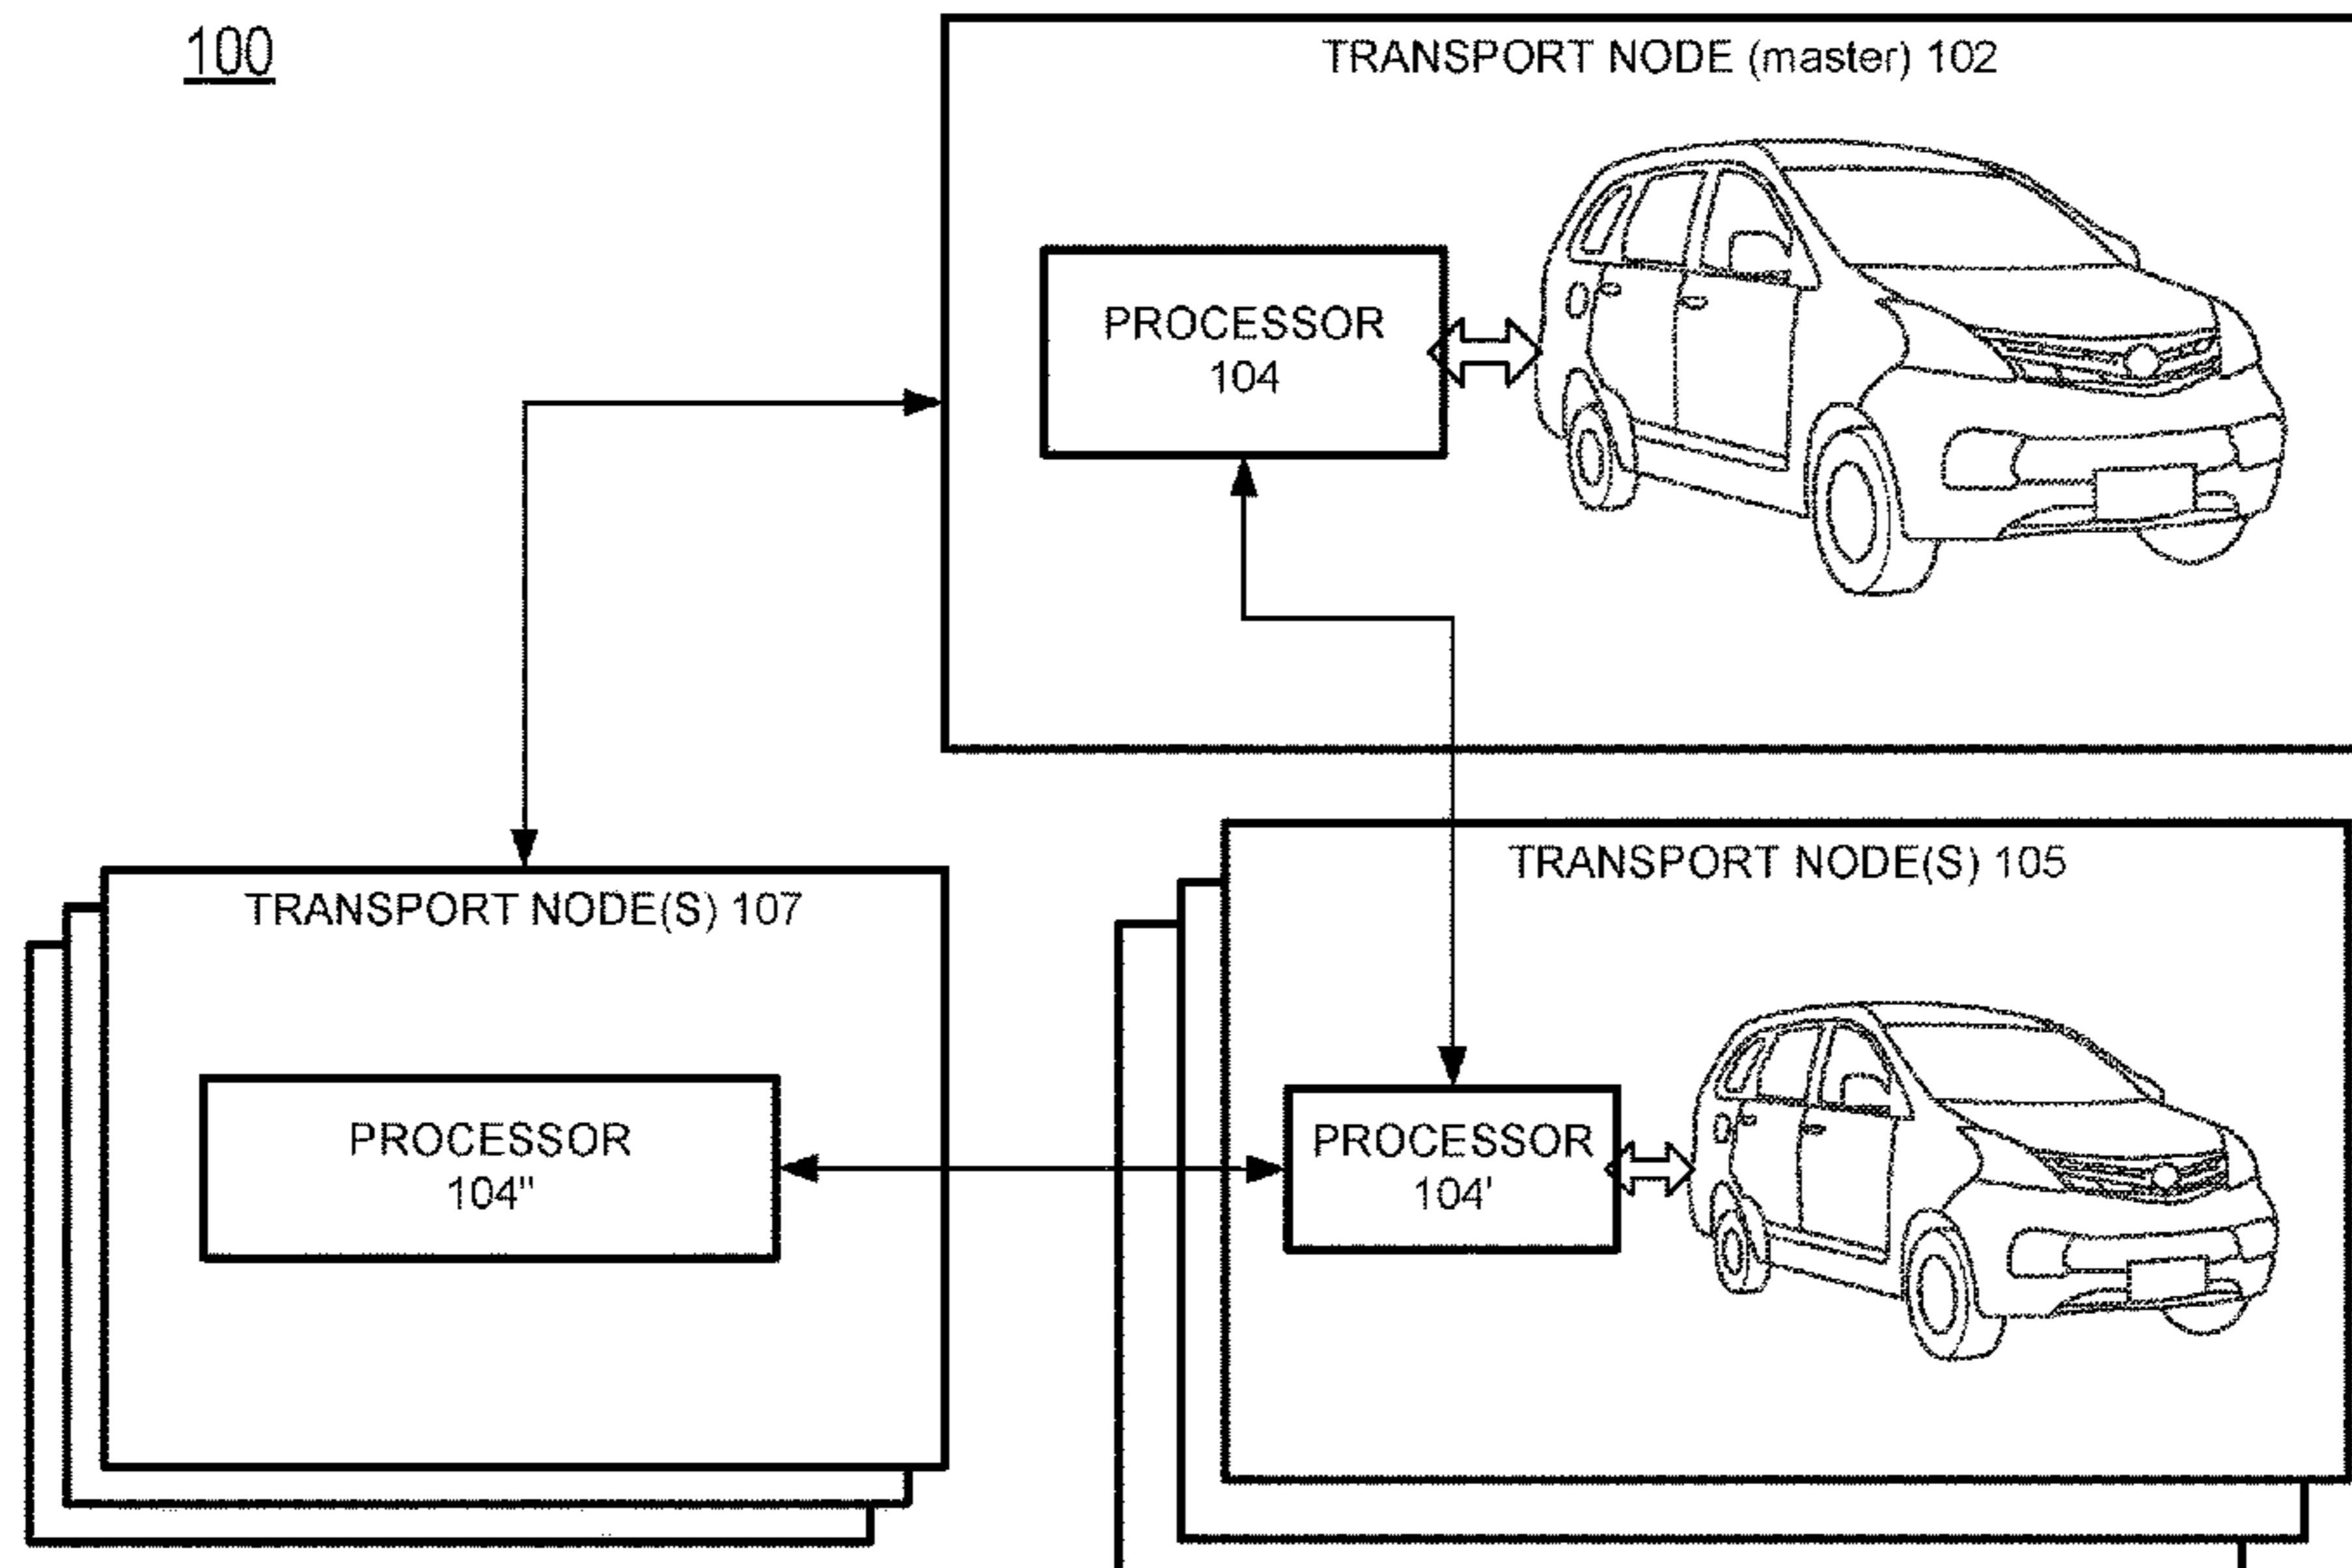 100
TRANSPORT NODE (master) 102
PROCESSOR
104
TRANSPORT NODE(S) 107
PROCESSOR
104"
TRANSPORT NODE(S) 105
PROCESSOR
104'